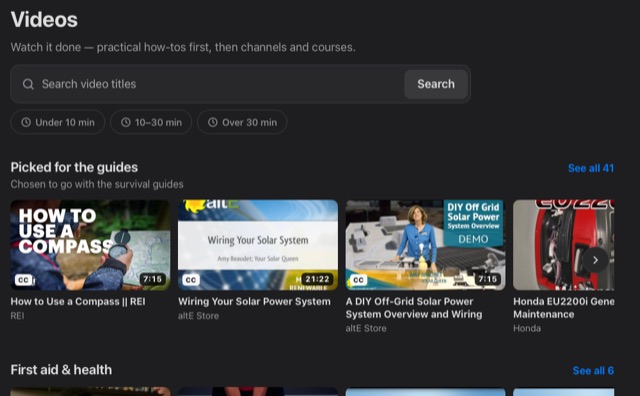 Videos
Watch it done — practical how-tos first, then channels and courses.
Search video titles
Search
Under 10 min
10–30 min
Over 30 min
Picked for the guides
See all 41
Chosen to go with the survival guides
HOW TO
USE A
COMPASS
CC
7:15
How to Use a Compass || REI
REI
altE
Wiring Your Solar System
Amy Beaudet; Your Solar Queen
CC
21:22
Wiring Your Solar Power System
altE Store
DIY Off Grid
Solar Power
System Overview
DEMO
CC
7:15
A DIY Off-Grid Solar Power
System Overview and Wiring
altE Store
Honda EU2200i Gene
Maintenance
Honda
First aid & health
See all 6